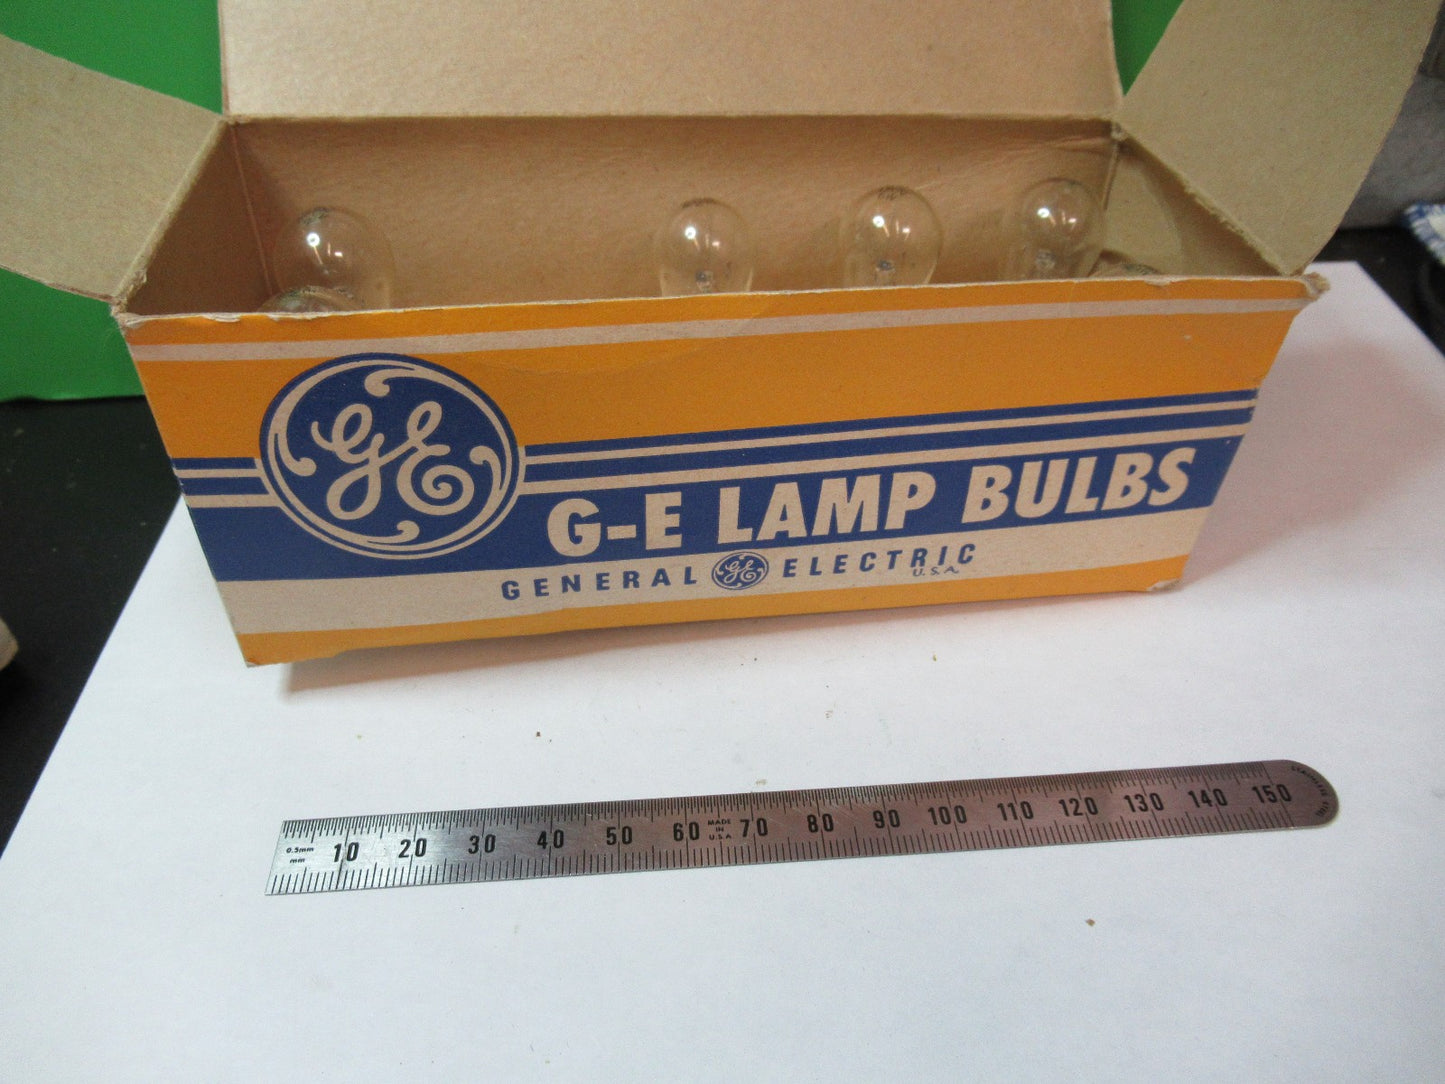 GE
G-E LAMP BULBS
GENERAL GE ELECTRIC
U.S.A.
0.5mm
mm
10 20 30 40 50 60 MADE IN U.S.A. 70 80 90 100 110 120 130 140 150